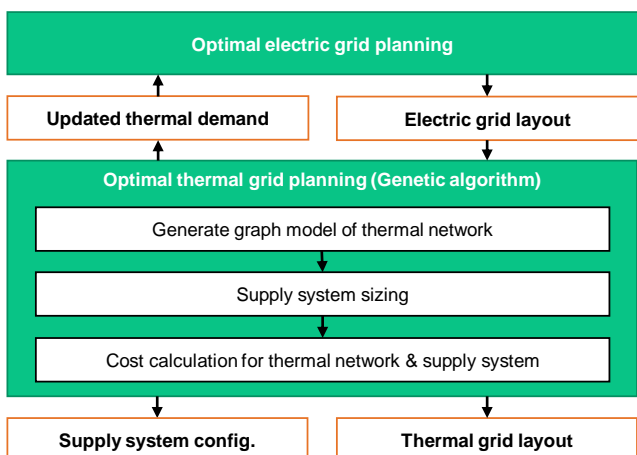 Optimal electric grid planning
Updated thermal demand
Electric grid layout
Optimal thermal grid planning (Genetic algorithm)
Generate graph model of thermal network
Supply system sizing
Cost calculation for thermal network & supply system
Supply system config.
Thermal grid layout